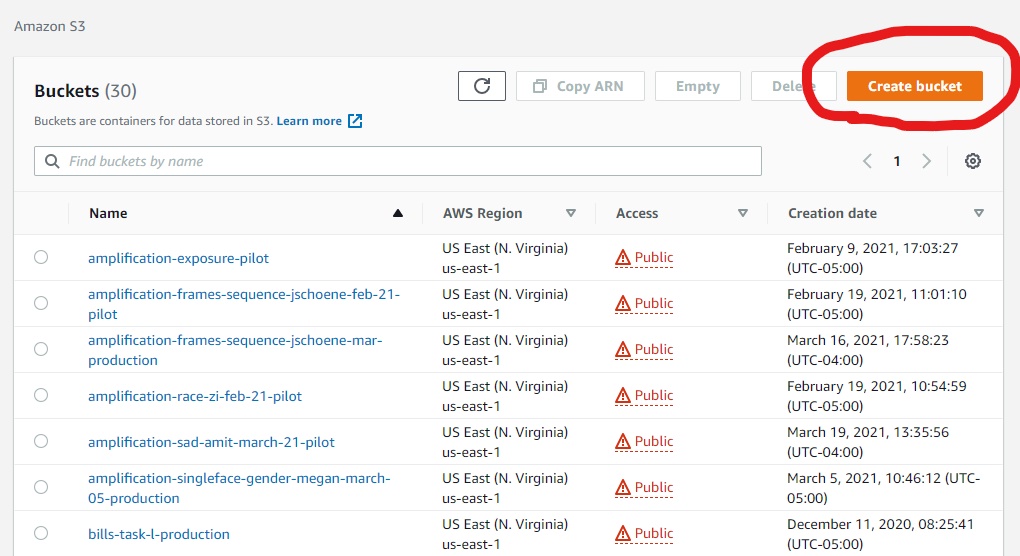 Amazon S3
Buckets (30)
Copy ARN
Empty
Delete
Create bucket
Buckets are containers for data stored in S3. Learn more
Find buckets by name
1
Name
AWS Region
Access
Creation date
amplification-exposure-pilot
US East (N. Virginia)
us-east-1
Public
February 9, 2021, 17:03:27
(UTC-05:00)
amplification-frames-sequence-jschoene-feb-21-
pilot
US East (N. Virginia)
us-east-1
Public
February 19, 2021, 11:01:10
(UTC-05:00)
amplification-frames-sequence-jschoene-mar-
production
US East (N. Virginia)
us-east-1
Public
March 16, 2021, 17:58:23
(UTC-04:00)
amplification-race-zi-feb-21-pilot
US East (N. Virginia)
us-east-1
Public
February 19, 2021, 10:54:59
(UTC-05:00)
amplification-sad-amit-march-21-pilot
US East (N. Virginia)
us-east-1
Public
March 19, 2021, 13:35:56
(UTC-04:00)
amplification-singleface-gender-megan-march-
05-production
US East (N. Virginia)
us-east-1
Public
March 5, 2021, 10:46:12 (UTC-
05:00)
bills-task-l-production
US East (N. Virginia)
us-east-1
Public
December 11, 2020, 08:25:41
(UTC-05:00)